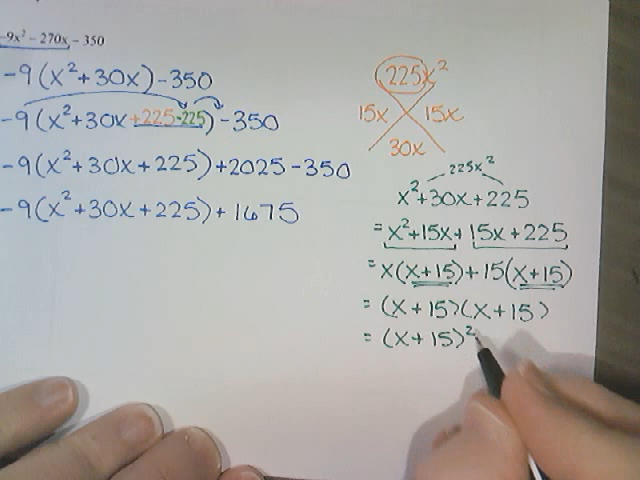 -9x² - 270x - 350
-9(x²+30x)-350
-9(x²+30x+225-225)-350
-9(x²+30x+225)+2025-350
-9(x²+30x+225)+1675
225x²
15x 15x
30x
225x²
x²+30x+225
=x²+15x+15x+225
=x(x+15)+15(x+15)
=(x+15)(x+15)
=(x+15)²